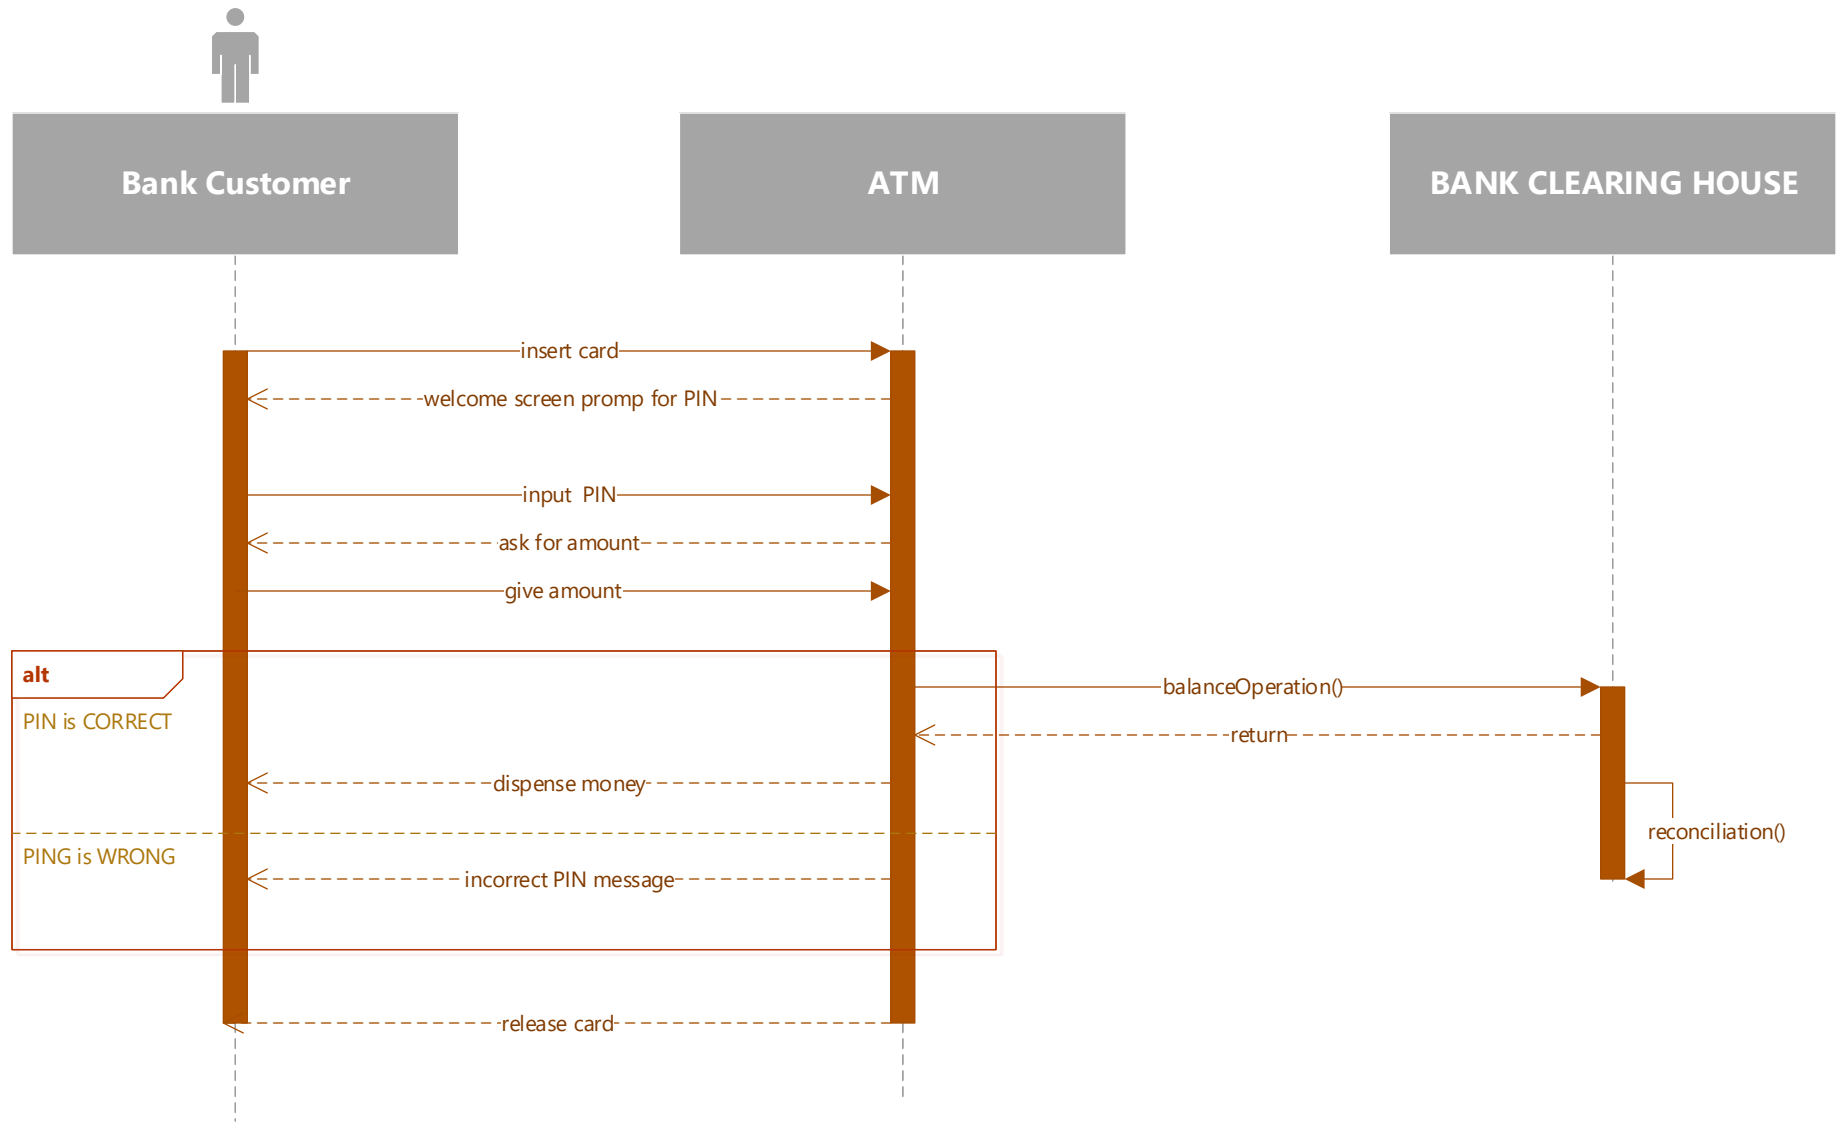 Bank Customer
ATM
BANK CLEARING HOUSE
insert card
welcome screen promp for PIN
input  PIN
ask for amount
give amount
alt
balanceOperation()
PIN is CORRECT
return
dispense money
reconciliation()
PING is WRONG
incorrect PIN message
release card